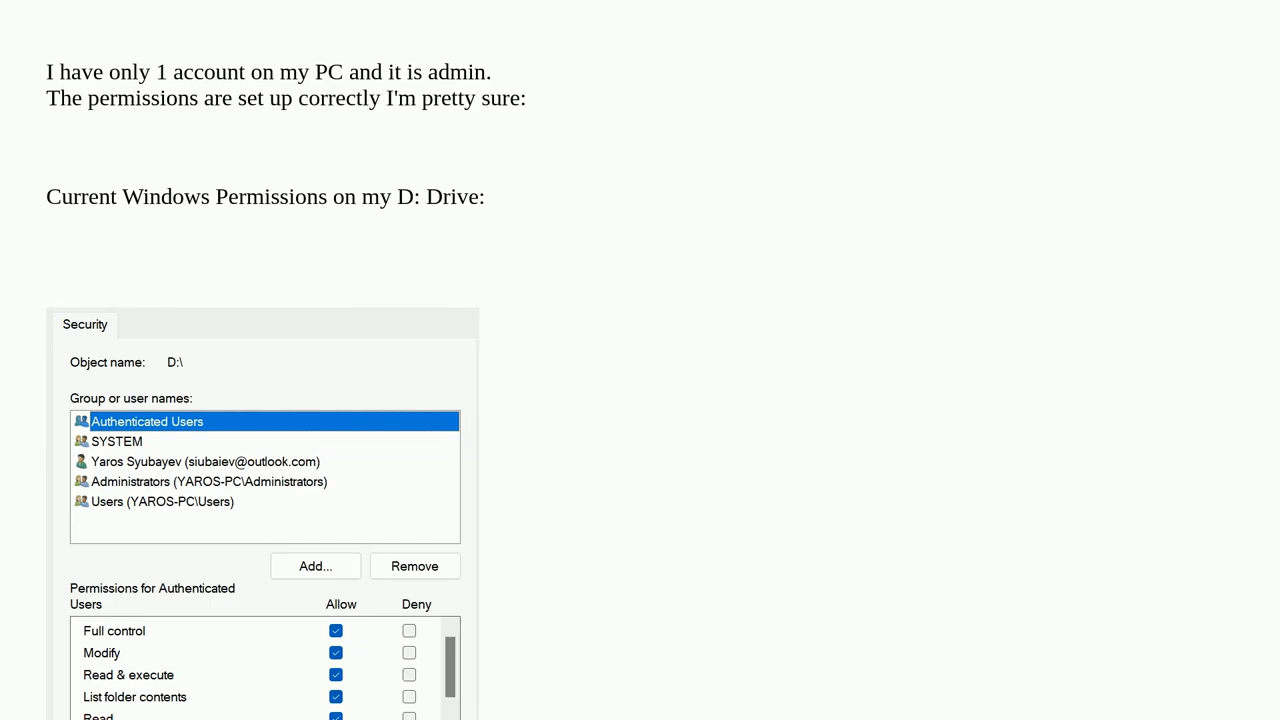 I have only 1 account on my PC and it is admin.
The permissions are set up correctly I'm pretty sure:
Current Windows Permissions on my D: Drive:
Security
Object name: D:\
Group or user names:
Authenticated Users
SYSTEM
Yaros Syubayev (siubaiev@outlook.com)
Administrators (YAROS-PC\Administrators)
Users (YAROS-PC\Users)
Add... Remove
Permissions for Authenticated
Users Allow Deny
Full control
Modify
Read & execute
List folder contents
Read